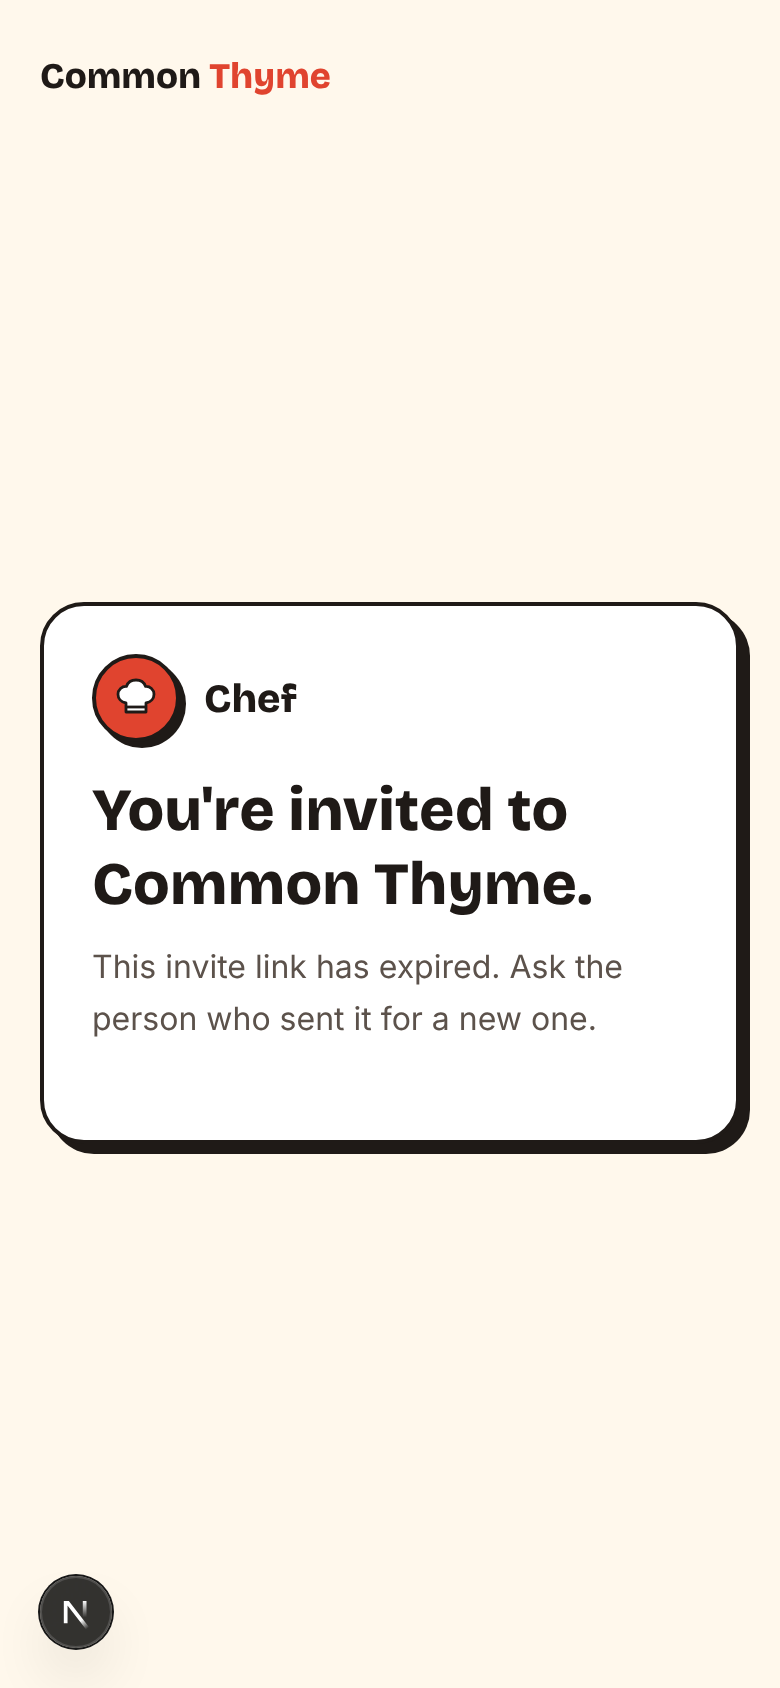 Common Thyme
Chef
You're invited to
Common Thyme.
This invite link has expired. Ask the
person who sent it for a new one.
N